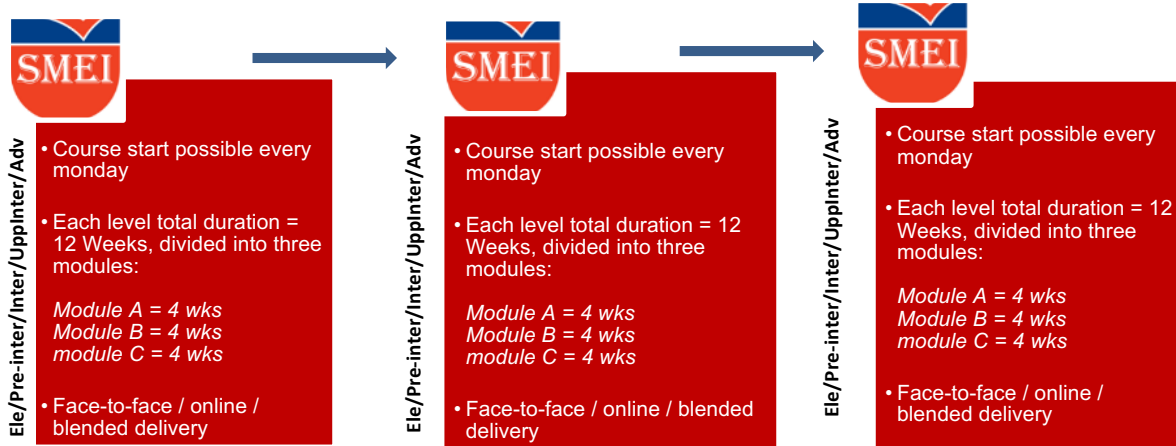 SMEI
Ele/Pre-inter/Inter/UppInter/Adv
• Course start possible every
monday
• Each level total duration =
12 Weeks, divided into three
modules:
Module A = 4 wks
Module B = 4 wks
module C = 4 wks
• Face-to-face / online /
blended delivery
SMEI
Ele/Pre-inter/Inter/UppInter/Adv
• Course start possible every
monday
• Each level total duration = 12
Weeks, divided into three
modules:
Module A = 4 wks
Module B = 4 wks
module C = 4 wks
• Face-to-face / online / blended
delivery
SMEI
Ele/Pre-inter/Inter/UppInter/Adv
• Course start possible every
monday
• Each level total duration = 12
Weeks, divided into three
modules:
Module A = 4 wks
Module B = 4 wks
module C = 4 wks
• Face-to-face / online /
blended delivery